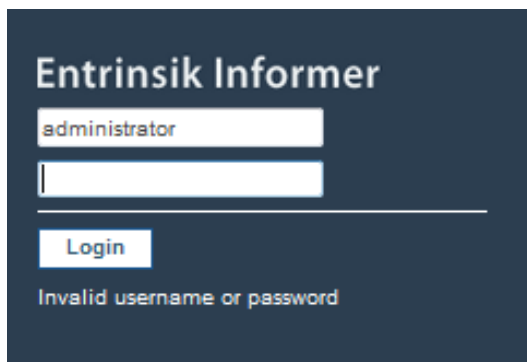 Entrinsik Informer
administrator
Login
Invalid username or password